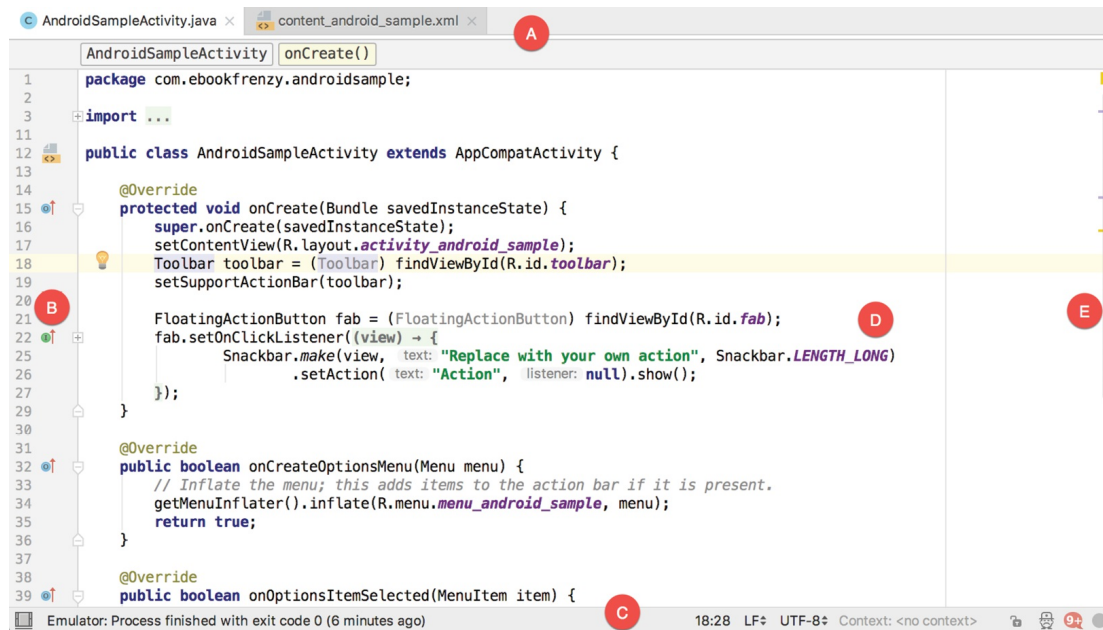 C AndroidSampleActivity.java × <> content_android_sample.xml ×
A
AndroidSampleActivity onCreate()
1 package com.ebookfrenzy.androidsample;
2
3 import ...
11
12 <> public class AndroidSampleActivity extends AppCompatActivity {
13
14 @Override
15 protected void onCreate(Bundle savedInstanceState) {
16 super.onCreate(savedInstanceState);
17 setContentView(R.layout.activity_android_sample);
18 Toolbar toolbar = (Toolbar) findViewById(R.id.toolbar);
19 setSupportActionBar(toolbar);
20
B
E
21 FloatingActionButton fab = (FloatingActionButton) findViewById(R.id.fab);
D
22 fab.setOnClickListener((view) → {
25 Snackbar.make(view, text: "Replace with your own action", Snackbar.LENGTH_LONG)
26 .setAction( text: "Action", listener: null).show();
27 });
29 }
30
31 @Override
32 public boolean onCreateOptionsMenu(Menu menu) {
33 // Inflate the menu; this adds items to the action bar if it is present.
34 getMenuInflater().inflate(R.menu.menu_android_sample, menu);
35 return true;
36 }
37
38 @Override
39 public boolean onOptionsItemSelected(MenuItem item) {
C
Emulator: Process finished with exit code 0 (6 minutes ago) 18:28 LF÷ UTF-8÷ Context: <no context> 9+